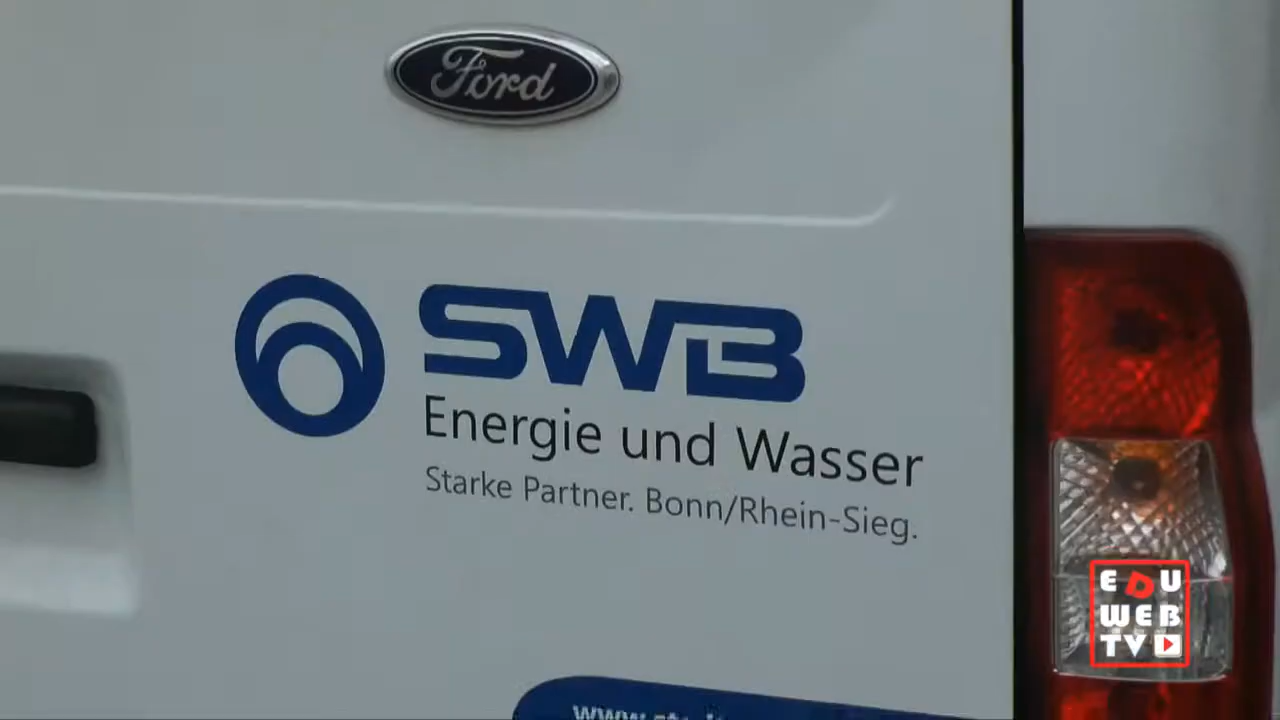 Ford
SWB
Energie und Wasser
Starke Partner. Bonn/Rhein-Sieg.
EDU
WEB
TV